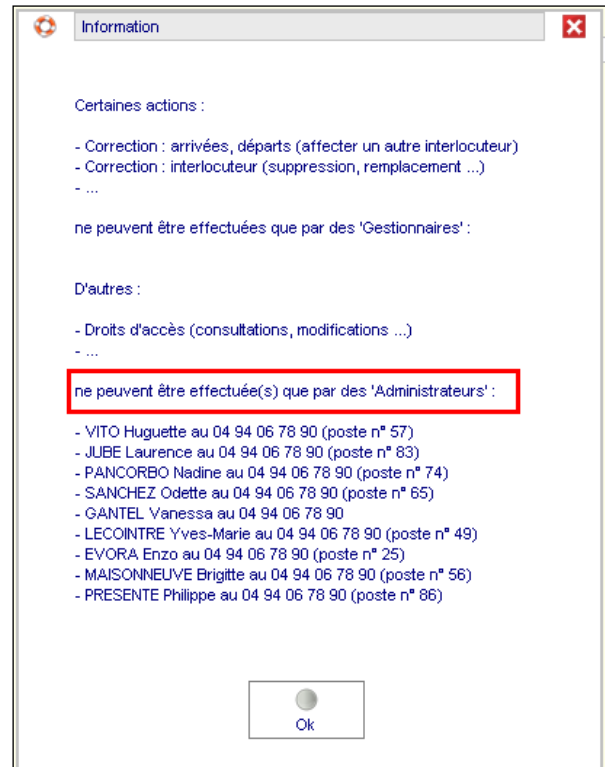 Information
Certaines actions :
- Correction : arrivées, départs (affecter un autre interlocuteur)
- Correction : interlocuteur (suppression, remplacement ...)
- ...
ne peuvent être effectuées que par des 'Gestionnaires' :
D'autres :
- Droits d'accès (consultations, modifications ...)
- ...
ne peuvent être effectuée(s) que par des 'Administrateurs' :
- VITO Huguette au 04 94 06 78 90 (poste n° 57)
- JUBE Laurence au 04 94 06 78 90 (poste n° 83)
- PANCORBO Nadine au 04 94 06 78 90 (poste n° 74)
- SANCHEZ Odette au 04 94 06 78 90 (poste n° 65)
- GANTEL Vanessa au 04 94 06 78 90
- LECOINTRE Yves-Marie au 04 94 06 78 90 (poste n° 49)
- EVORA Enzo au 04 94 06 78 90 (poste n° 25)
- MAISONNEUVE Brigitte au 04 94 06 78 90 (poste n° 56)
- PRESENTE Philippe au 04 94 06 78 90 (poste n° 86)
Ok